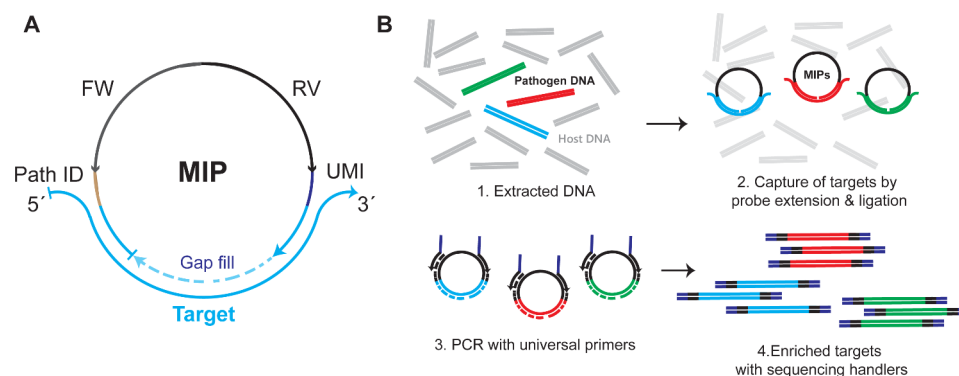 A
FW
RV
MIP
Path ID
UMI
5´
3´
Gap fill
Target
B
Pathogen DNA
Host DNA
1. Extracted DNA
MIPs
2. Capture of targets by
probe extension & ligation
3. PCR with universal primers
4.Enriched targets
with sequencing handlers